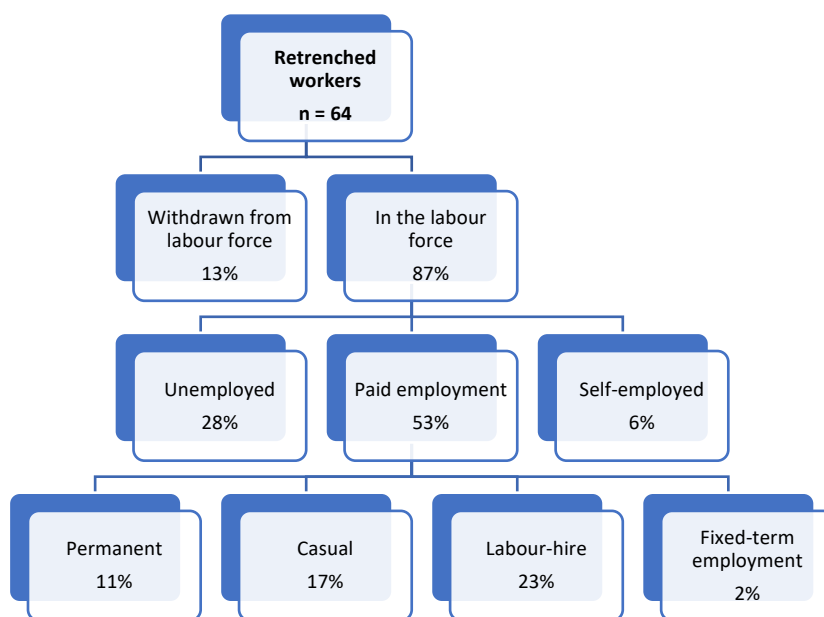 Retrenched
workers
n = 64
Withdrawn from
labour force
13%
In the labour
force
87%
Unemployed
28%
Paid employment
53%
Self-employed
6%
Permanent
11%
Casual
17%
Labour-hire
23%
Fixed-term
employment
2%